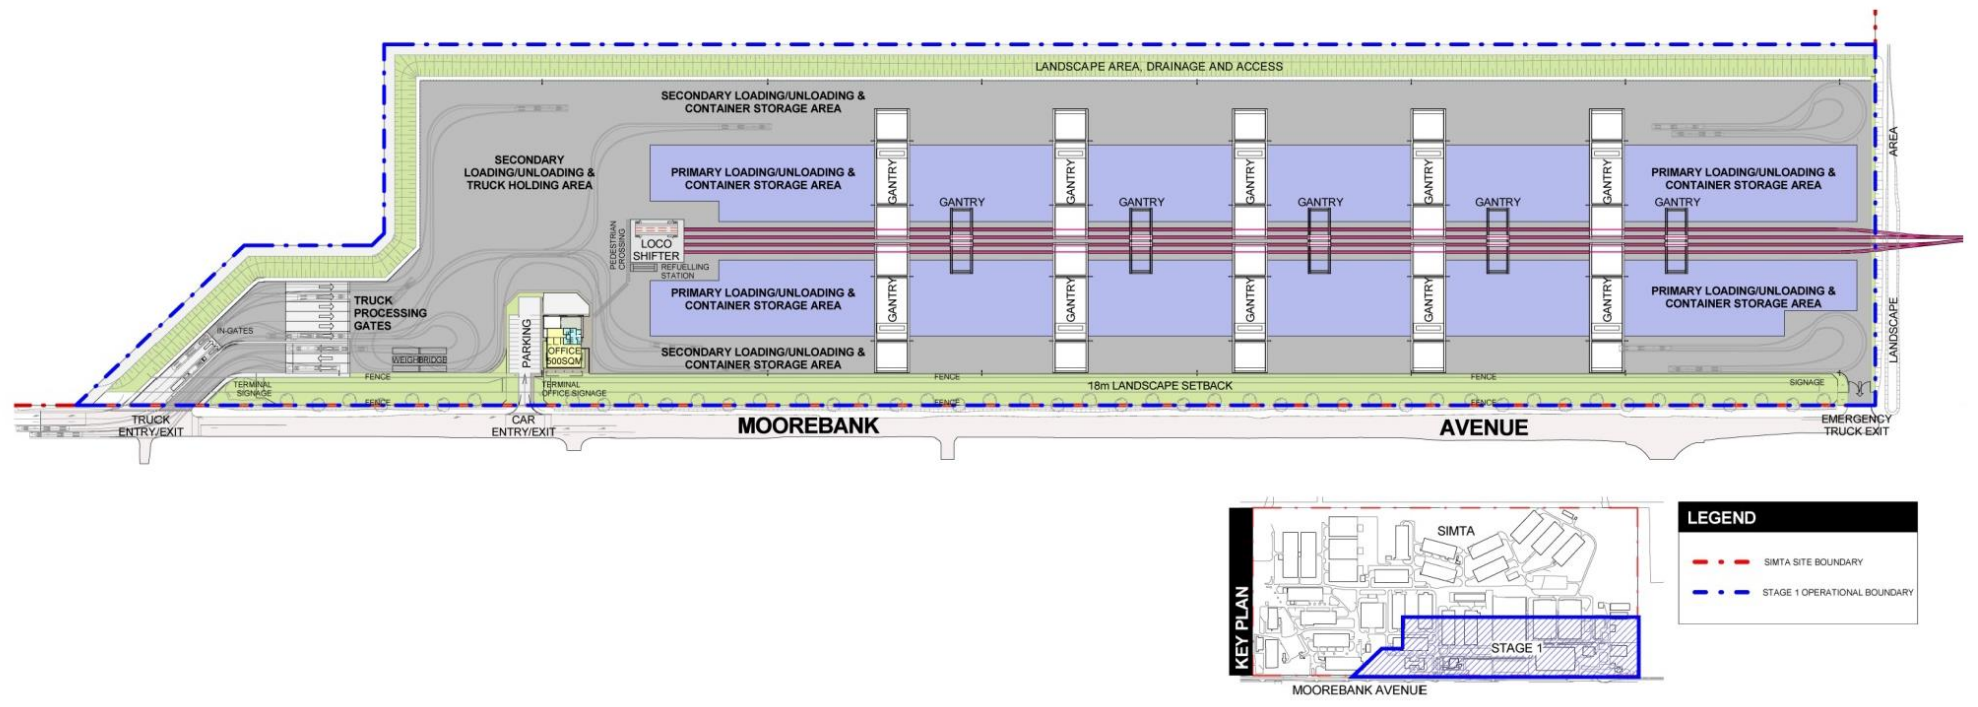 LANDSCAPE AREA, DRAINAGE AND ACCESS
SECONDARY LOADING/UNLOADING &
CONTAINER STORAGE AREA
SECONDARY
LOADING/UNLOADING &
TRUCK HOLDING AREA
PRIMARY LOADING/UNLOADING &
CONTAINER STORAGE AREA
GANTRY
GANTRY
GANTRY
GANTRY
GANTRY
PRIMARY LOADING/UNLOADING &
CONTAINER STORAGE AREA
AREA
LANDSCAPE
GANTRY
GANTRY
GANTRY
GANTRY
GANTRY
PEDESTRIAN
CROSSING
LOCO
SHIFTER
REFUELLING
STATION
PRIMARY LOADING/UNLOADING &
CONTAINER STORAGE AREA
GANTRY
GANTRY
GANTRY
GANTRY
GANTRY
PRIMARY LOADING/UNLOADING &
CONTAINER STORAGE AREA
TRUCK
PROCESSING
GATES
IN-GATES
WEIGHBRIDGE
PARKING
OFFICE
500SQM
SECONDARY LOADING/UNLOADING &
CONTAINER STORAGE AREA
FENCE
FENCE
FENCE
TERMINAL
SIGNAGE
TERMINAL
OFFICE SIGNAGE
18m LANDSCAPE SETBACK
SIGNAGE
FENCE
FENCE
FENCE
TRUCK
ENTRY/EXIT
CAR
ENTRY/EXIT
MOOREBANK
AVENUE
EMERGENCY
TRUCK EXIT
KEY PLAN
SIMTA
STAGE 1
MOOREBANK AVENUE
LEGEND
SIMTA SITE BOUNDARY
STAGE 1 OPERATIONAL BOUNDARY